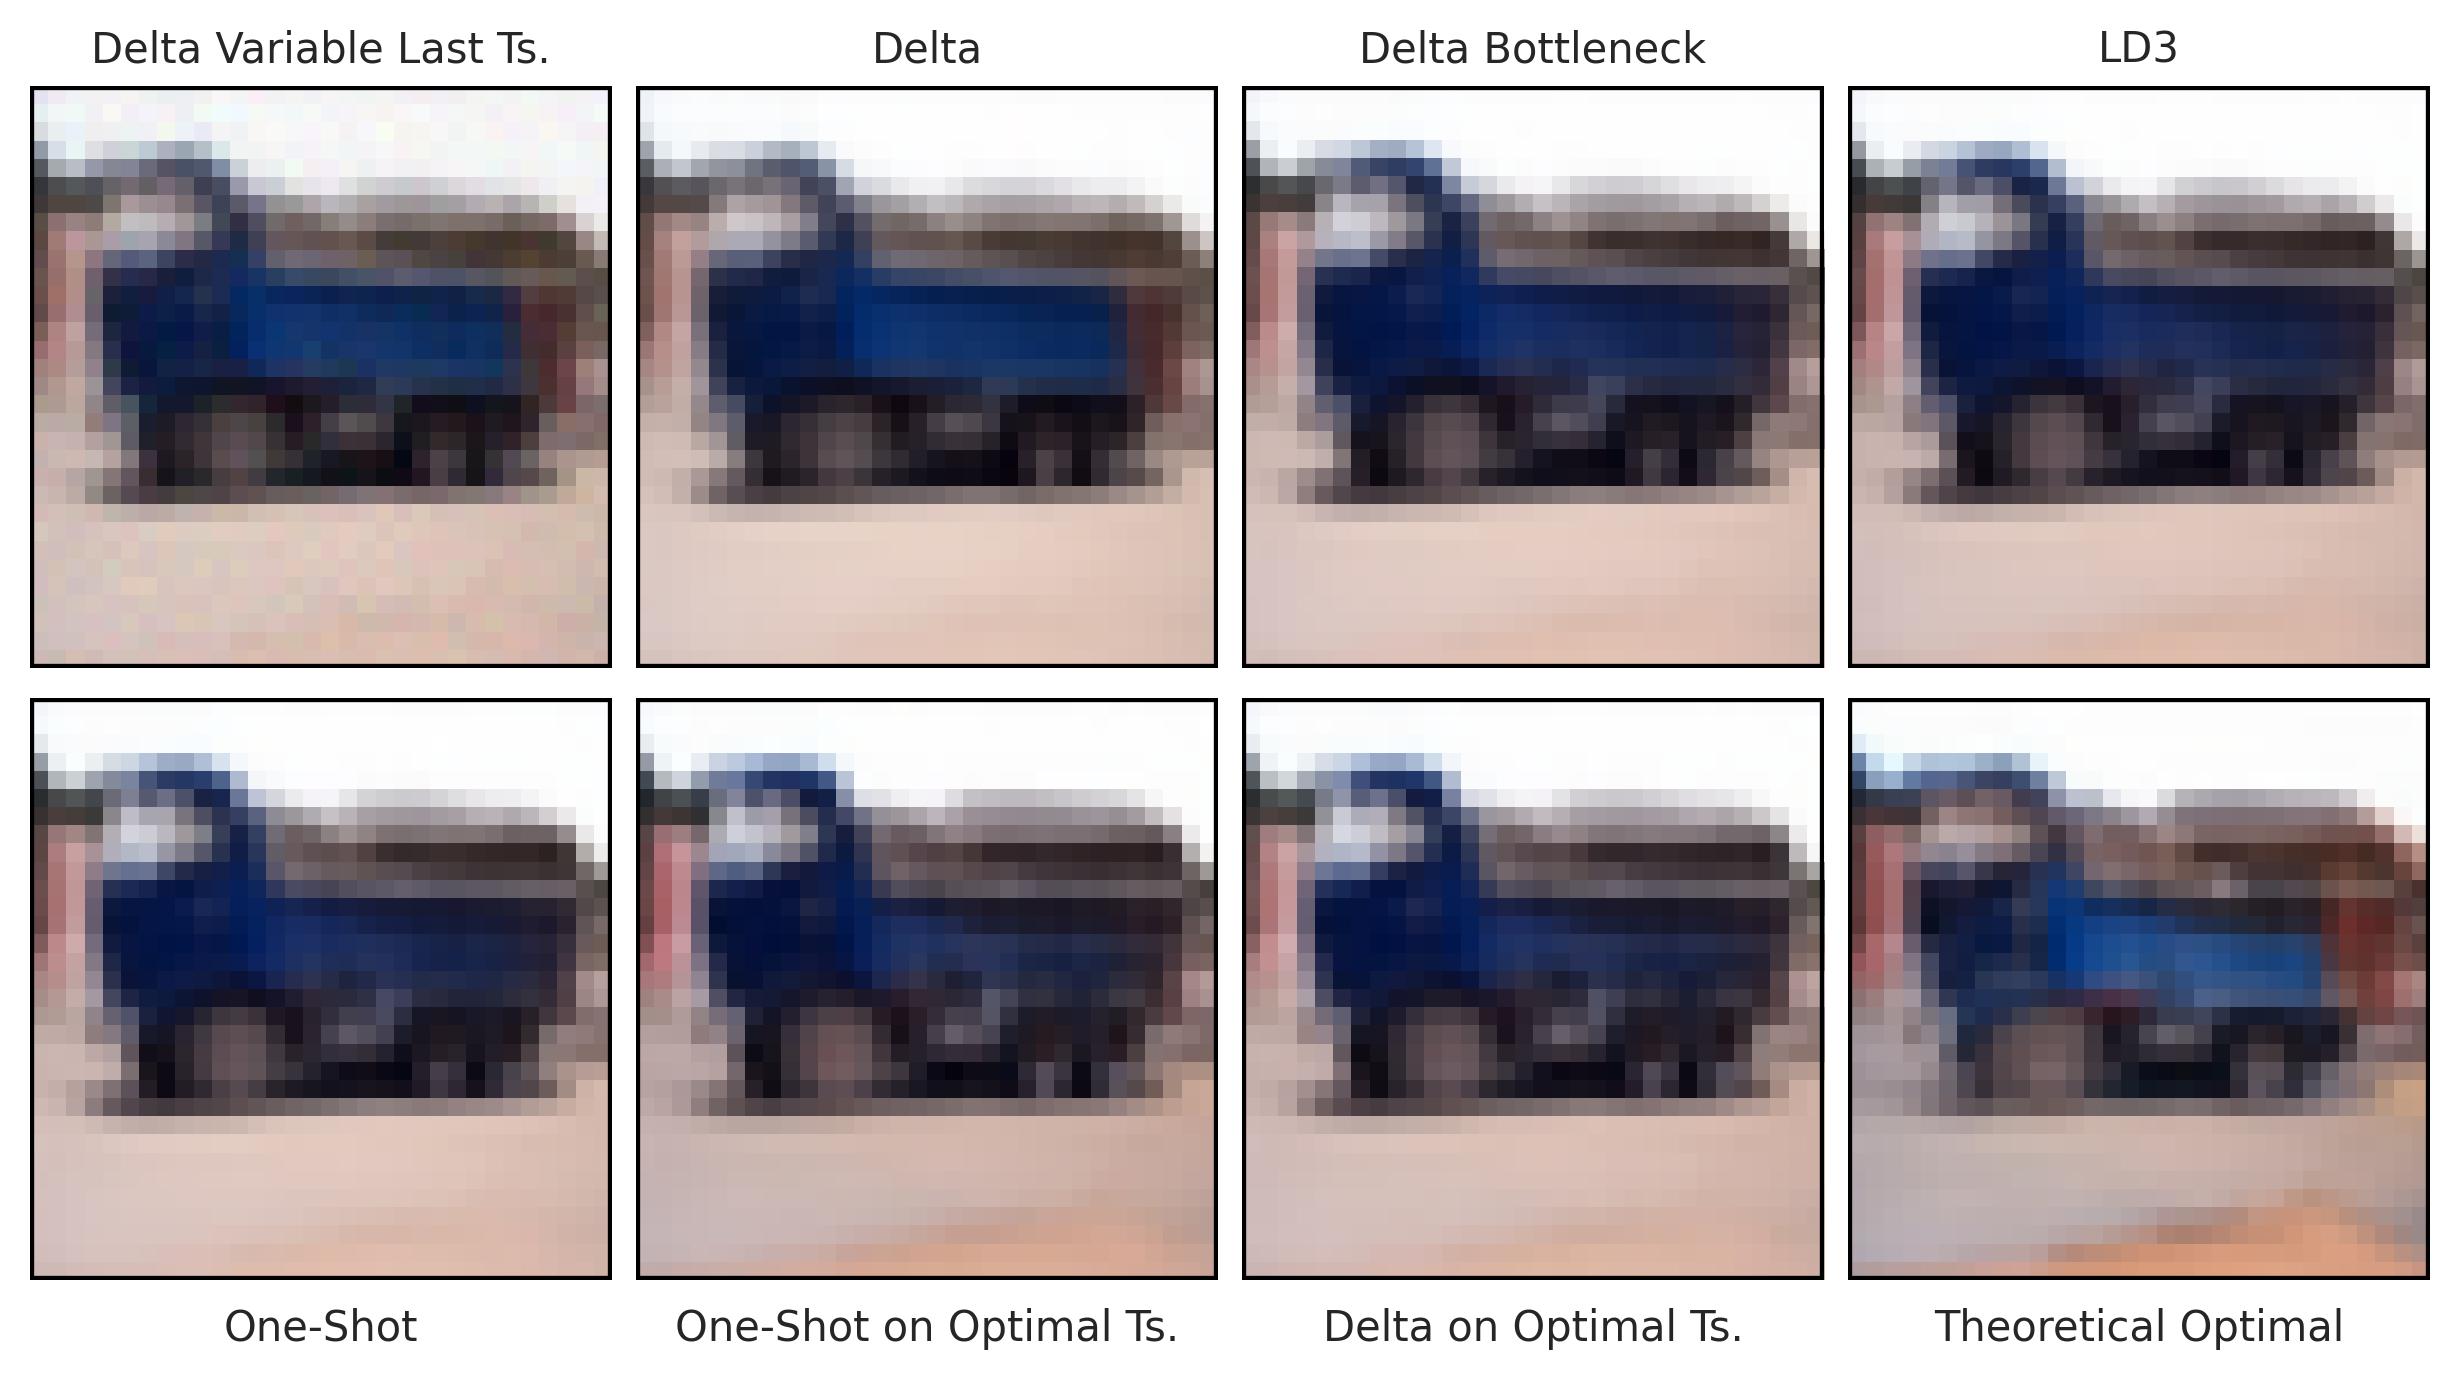 Delta Variable Last Ts.
Delta
Delta Bottleneck
LD3
One-Shot
One-Shot on Optimal Ts.
Delta on Optimal Ts.
Theoretical Optimal